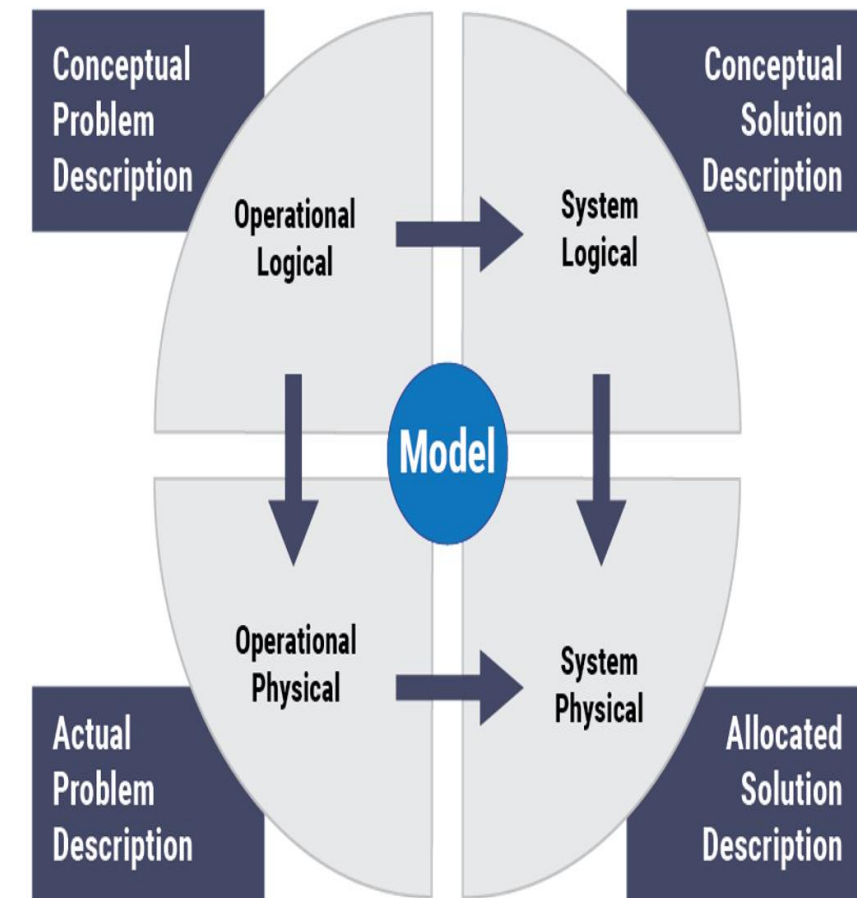 Conceptual
Problem
Description
Conceptual
Solution
Description
Operational
Logical
System
Logical
Model
Operational
Physical
System
Physical
Actual
Problem
Description
Allocated
Solution
Description